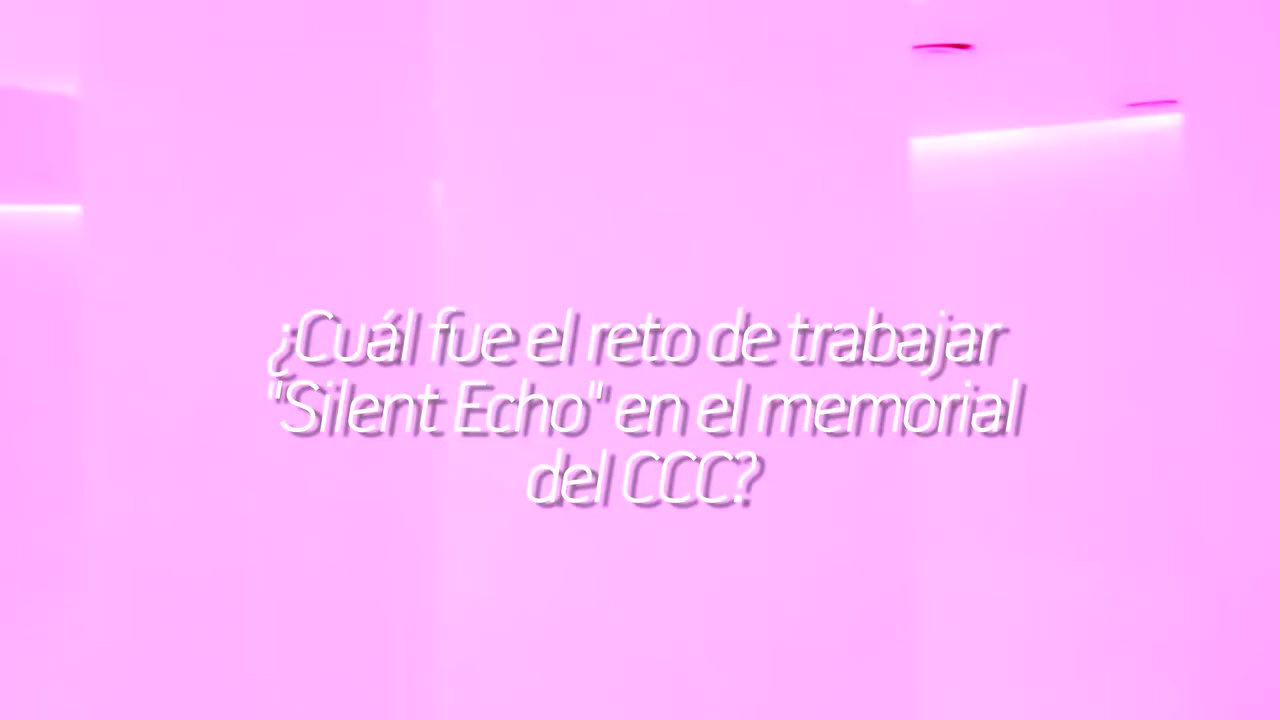 ¿Cuál fue el reto de trabajar
"Silent Echo" en el memorial
del CCC?